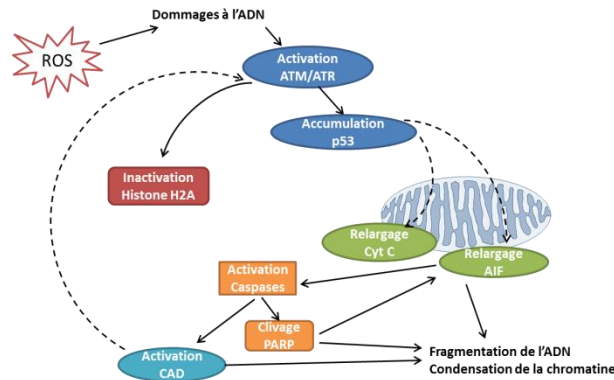 Dommages à l'ADN
ROS
Activation
ATM/ATR
Accumulation
p53
Inactivation
Histone H2A
Relargage
Cyt C
Relargage
AIF
Activation
Caspases
Clivage
PARP
Activation
CAD
Fragmentation de l'ADN
Condensation de la chromatine